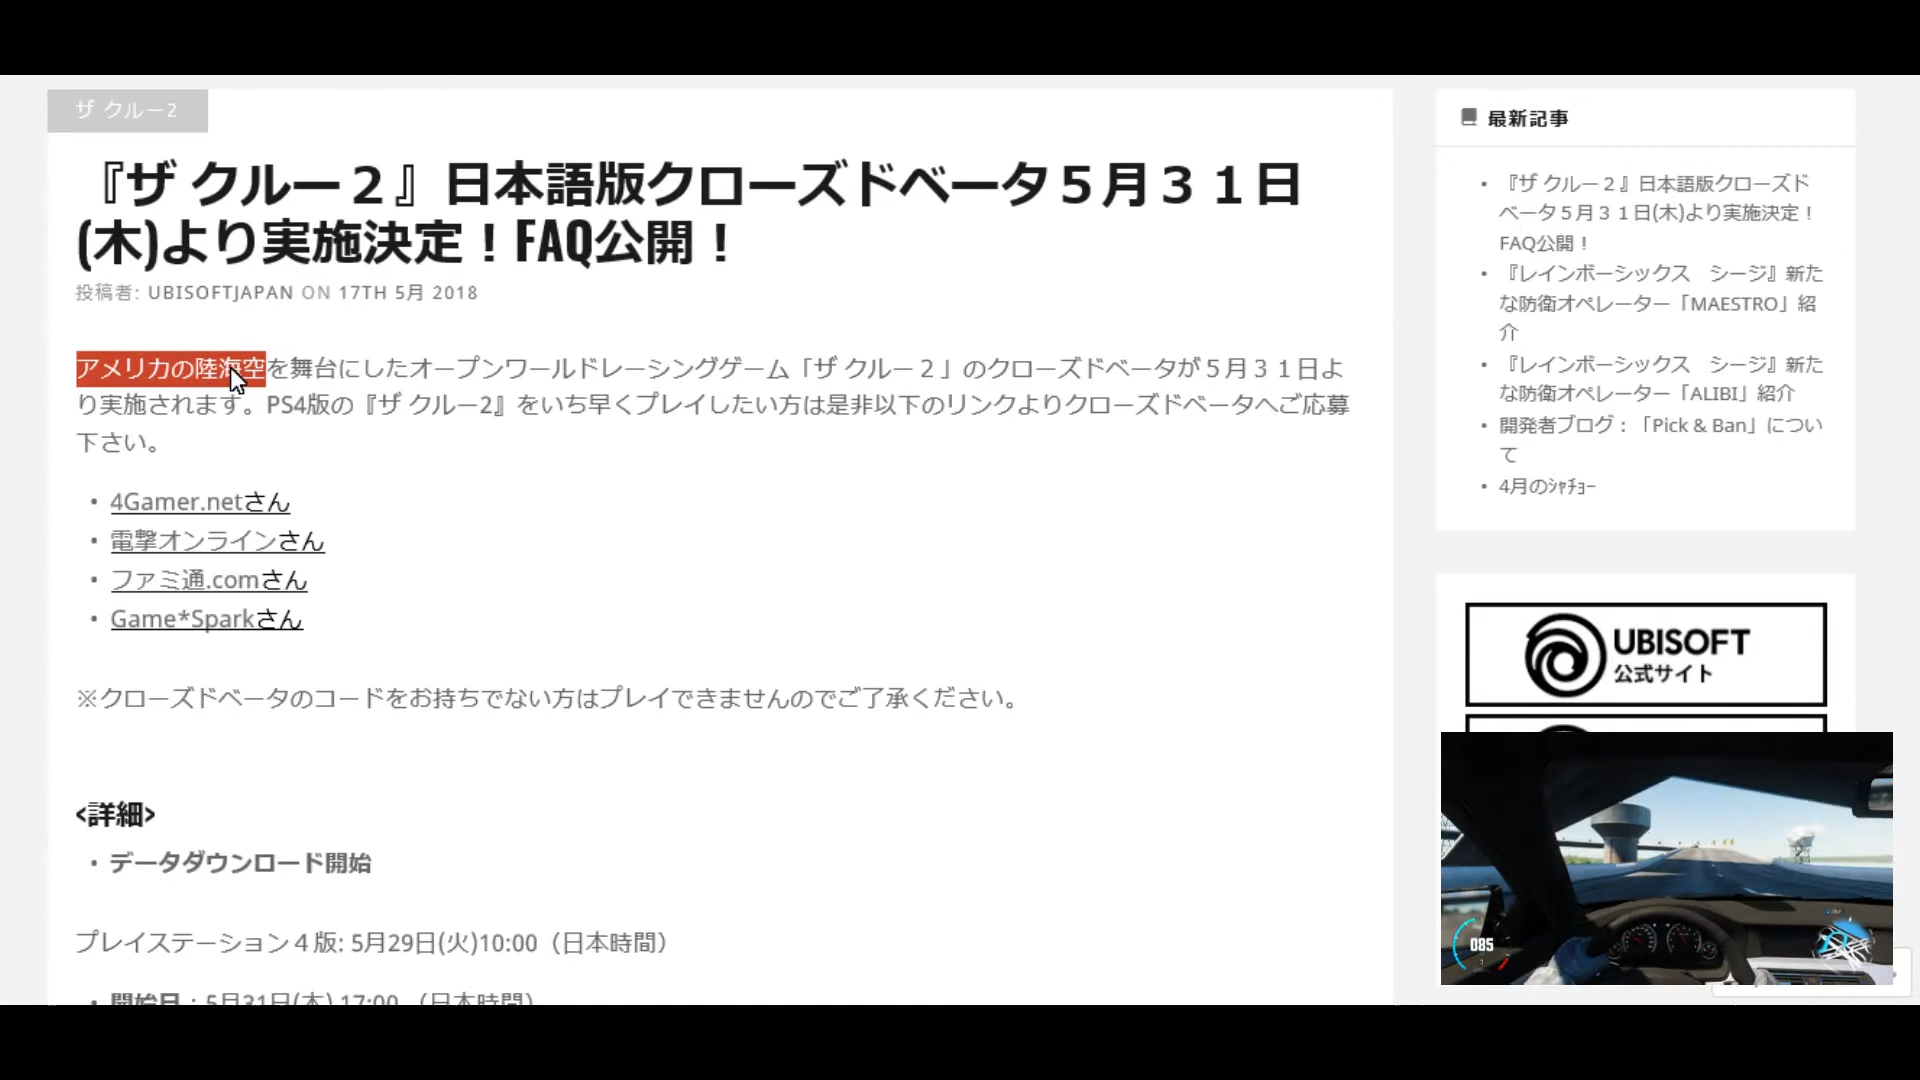 ザ クルー2
『ザ クルー２』日本語版クローズドベータ５月３１日
(木)より実施決定！FAQ公開！
投稿者: UBISOFTJAPAN ON 17TH 5月 2018
アメリカの陸海空を舞台にしたオープンワールドレーシングゲーム「ザ クルー２」のクローズドベータが５月３１日よ
り実施されます。PS4版の『ザ クルー2』をいち早くプレイしたい方は是非以下のリンクよりクローズドベータへご応募
下さい。
• 4Gamer.netさん
• 電撃オンラインさん
• ファミ通.comさん
• Game*Sparkさん
※クローズドベータのコードをお持ちでない方はプレイできませんのでご了承ください。
<詳細>
• データダウンロード開始
プレイステーション４版: 5月29日(火)10:00（日本時間）
• 開始日：5月31日(木) 17:00 （日本時間）
最新記事
• 『ザ クルー２』日本語版クローズド
ベータ５月３１日(木)より実施決定！
FAQ公開！
• 『レインボーシックス　シージ』新た
な防衛オペレーター「MAESTRO」紹
介
• 『レインボーシックス　シージ』新た
な防衛オペレーター「ALIBI」紹介
• 開発者ブログ：「Pick & Ban」につい
て
• 4月のｼｬﾁｮｰ
UBISOFT
公式サイト
085